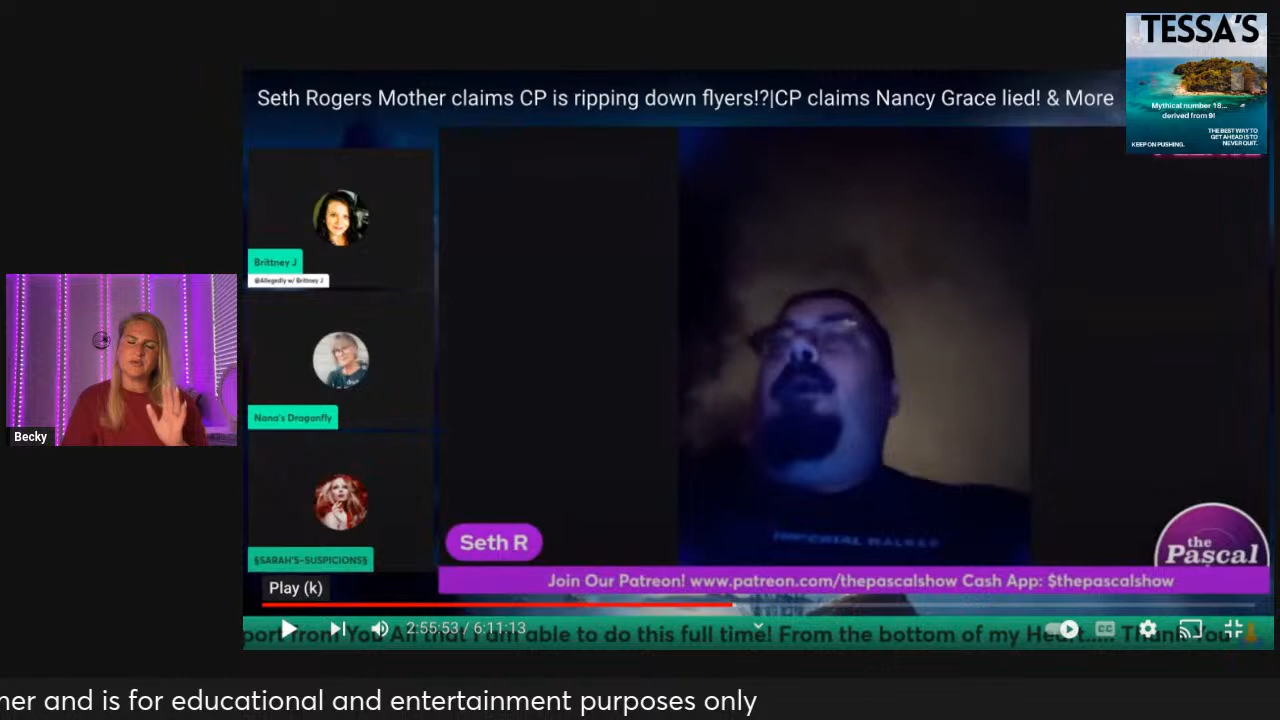 TESSA'S
Mythical number 18...
derived from 9!
THE BEST WAY TO
GET AHEAD IS TO
NEVER QUIT.
KEEP ON PUSHING.
Seth Rogers Mother claims CP is ripping down flyers!?|CP claims Nancy Grace lied! & More
Brittney J
@Allegedly w/ Brittney J
Nana's Dragonfly
§SARAH'S-SUSPICIONS§
Becky
IMPERIAL WALKER
Seth R
the
Pascal
Join Our Patreon! www.patreon.com/thepascalshow Cash App: $thepascalshow
Play (k)
2:55:53 / 6:11:13
CC
port from You All that I am able to do this full time! From the bottom of my Heart..... Thank You
ner and is for educational and entertainment purposes only